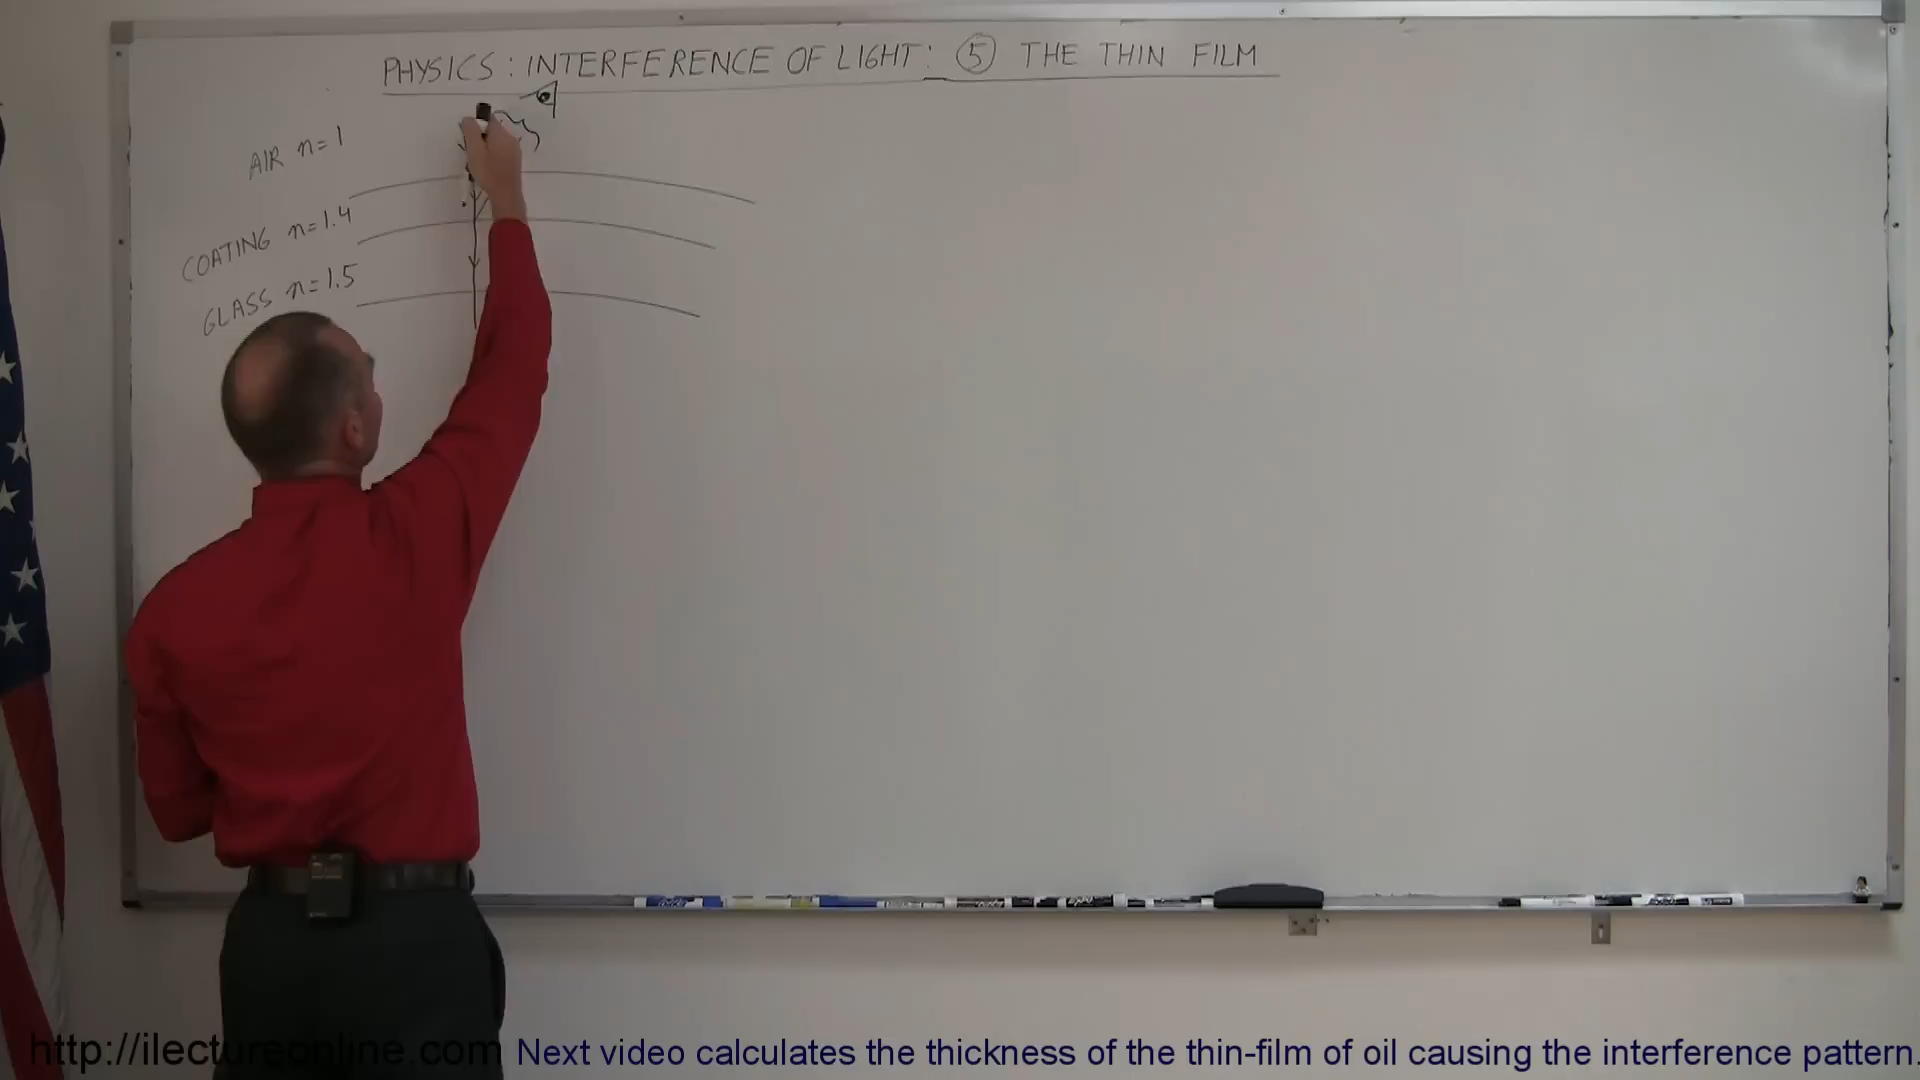 PHYSICS: INTERFERENCE OF LIGHT: ⑤ THE THIN FILM
AIR n=1
COATING n=1.4
GLASS n=1.5
http://ilectureonline.com Next video calculates the thickness of the thin-film of oil causing the interference pattern.